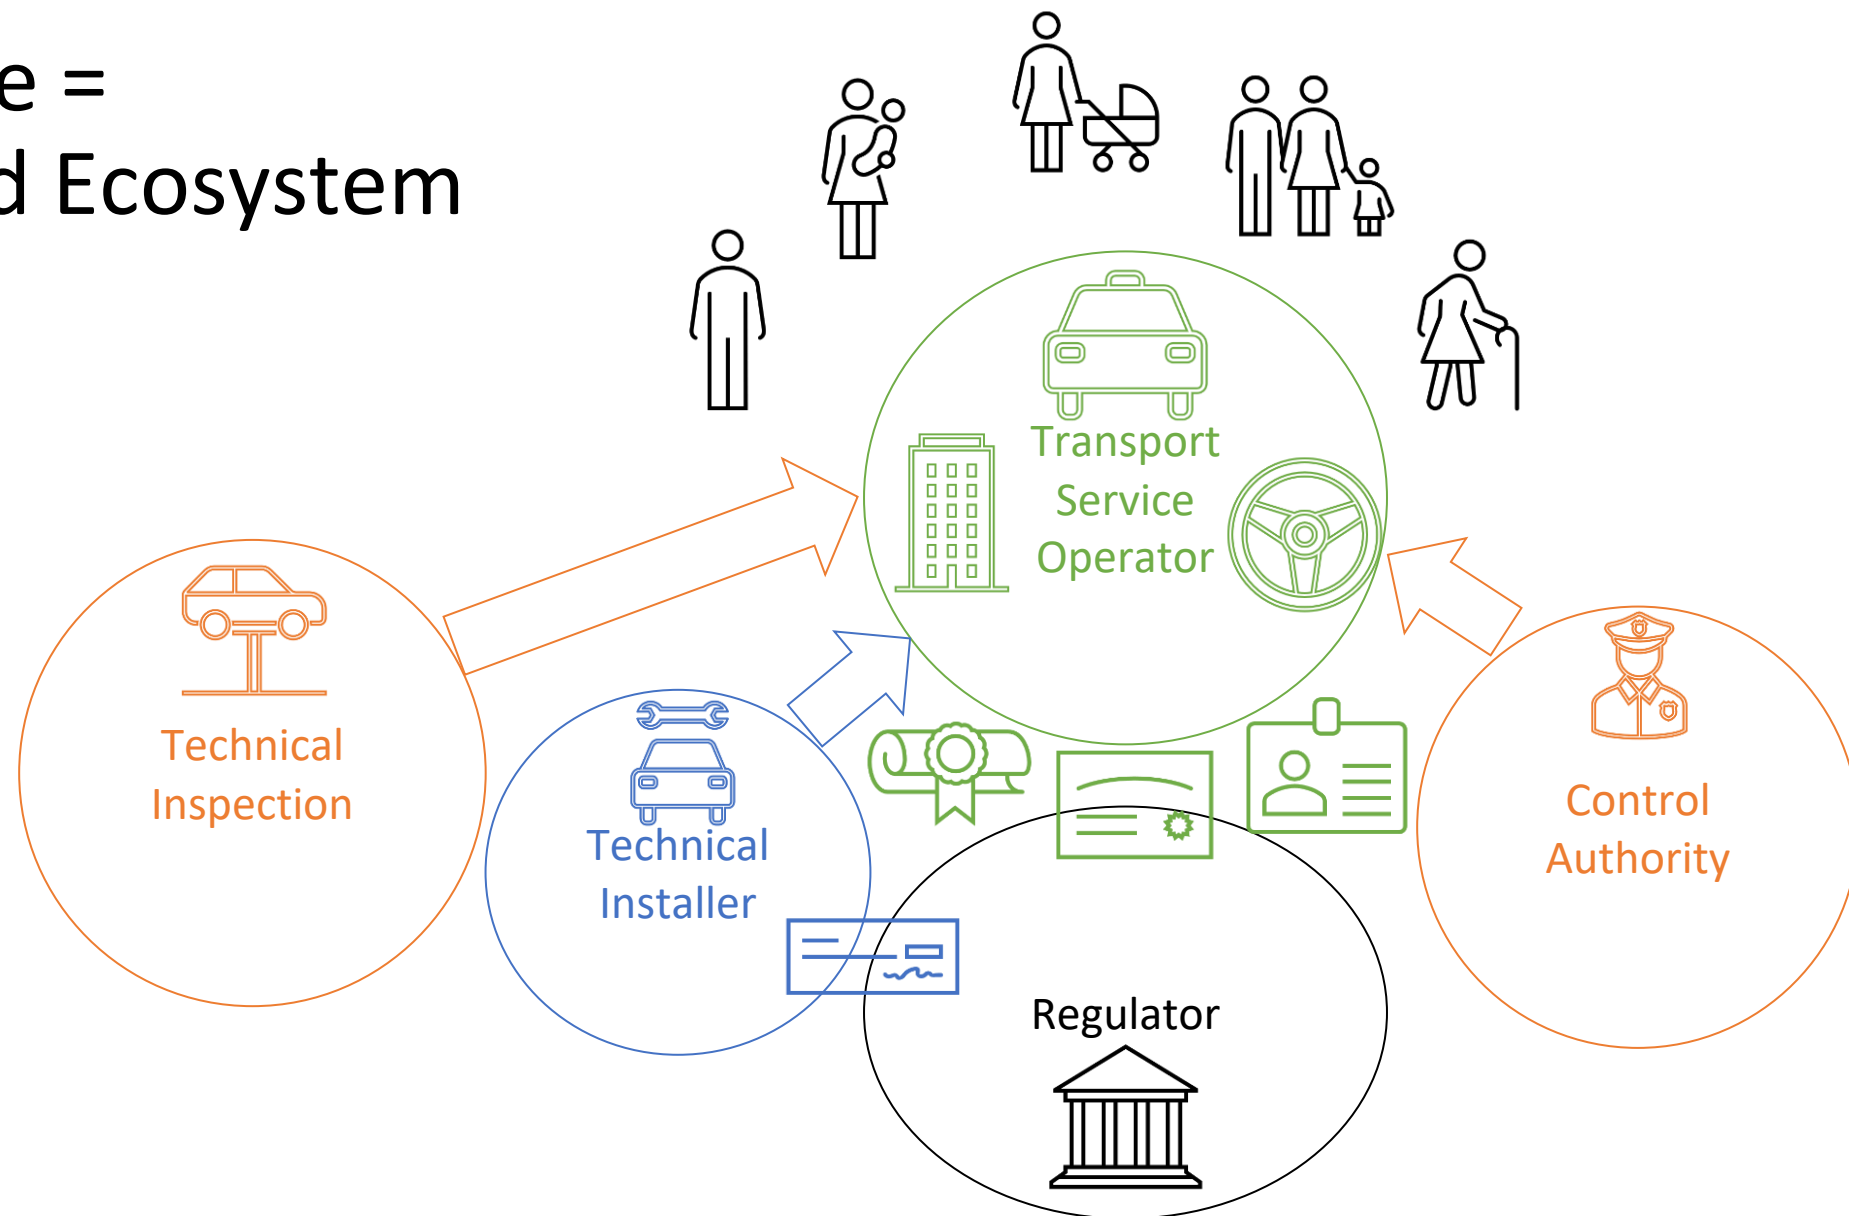 e =
d Ecosystem
Transport
Service
Operator
Technical
Inspection
Technical
Installer
Control
Authority
Regulator